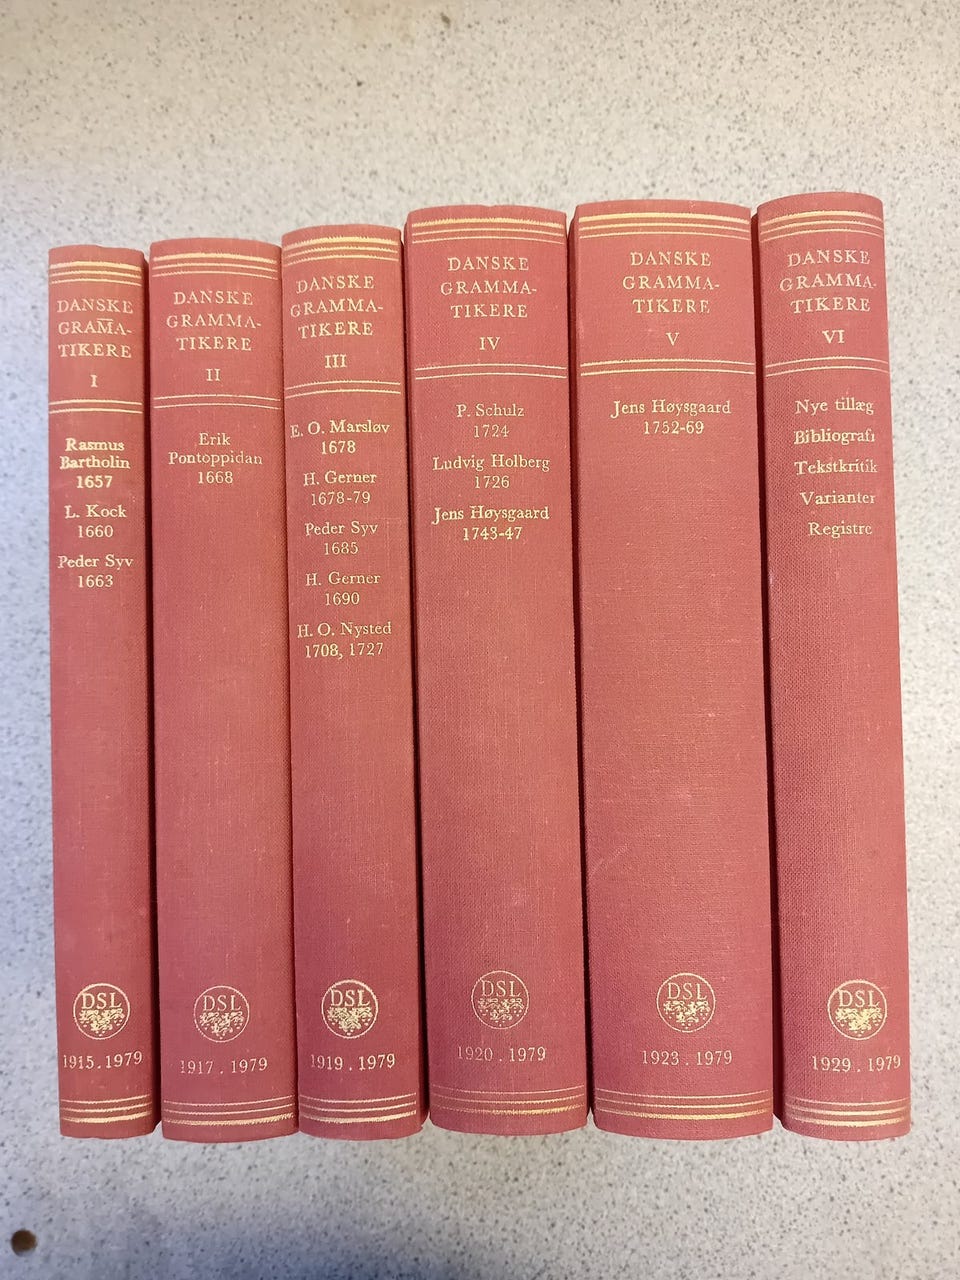 DANSKE
GRAM̄A-
TIKERE
I
Rasmus
Bartholin
1657
L. Kock
1660
Peder Syv
1663
DSL
1915.1979
DANSKE
GRAMMA-
TIKERE
II
Erik
Pontoppidan
1668
DSL
1917.1979
DANSKE
GRAMMA-
TIKERE
III
E. O. Marsløv
1678
H. Gerner
1678-79
Peder Syv
1685
H. Gerner
1690
H. O. Nysted
1708, 1727
DSL
1919.1979
DANSKE
GRAMMA-
TIKERE
IV
P. Schulz
1724
Ludvig Holberg
1726
Jens Høysgaard
1743-47
DSL
1920.1979
DANSKE
GRAMMA-
TIKERE
V
Jens Høysgaard
1752-69
DSL
1923.1979
DANSKE
GRAMMA-
TIKERE
VI
Nye tillæg
Bibliografi
Tekstkritik
Varianter
Registre
DSL
1929.1979